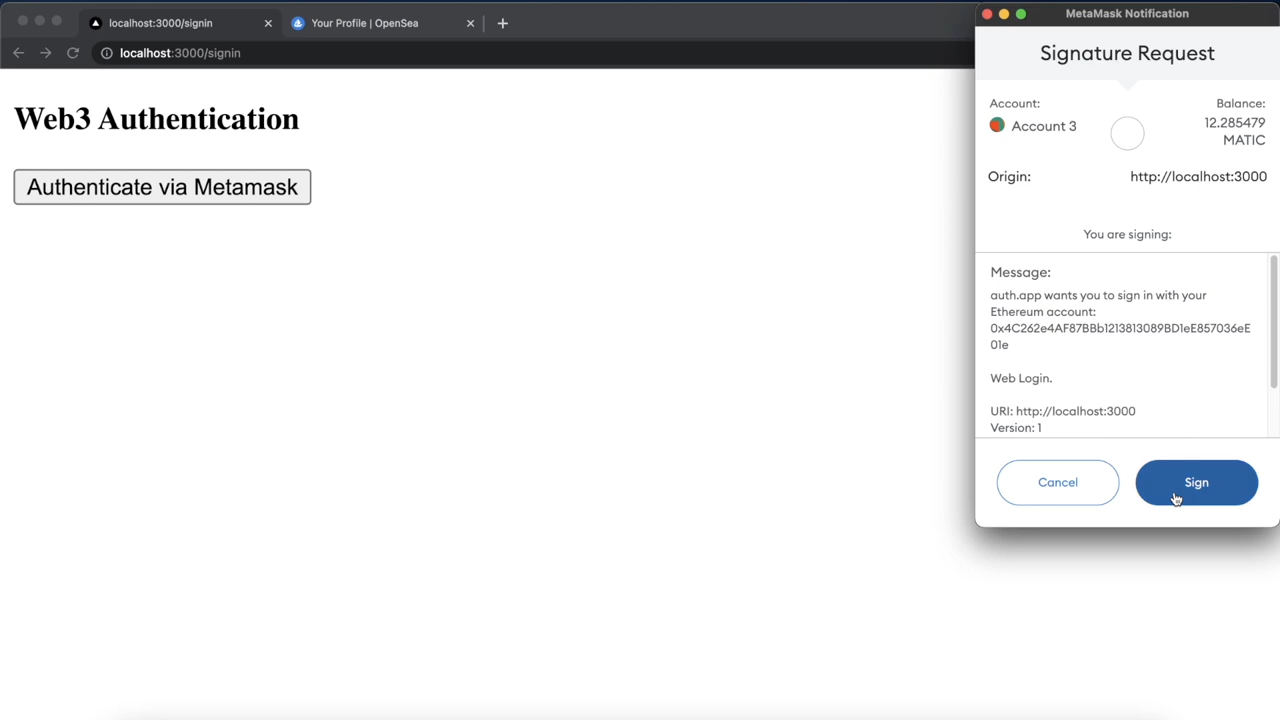 localhost:3000/signin
Your Profile | OpenSea
localhost:3000/signin
Web3 Authentication
Authenticate via Metamask
MetaMask Notification
Signature Request
Account:
Balance:
Account 3
12.285479
MATIC
Origin:
http://localhost:3000
You are signing:
Message:
auth.app wants you to sign in with your
Ethereum account:
0x4C262e4AF87BBb1213813089BD1eE857036eE
01e
Web Login.
URI: http://localhost:3000
Version: 1
Cancel
Sign